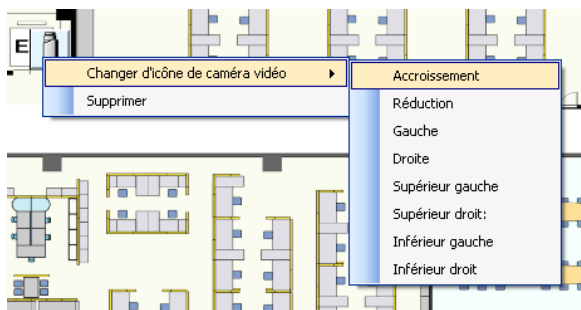 E
Changer d'icône de caméra vidéo
Supprimer
Accroissement
Réduction
Gauche
Droite
Supérieur gauche
Supérieur droit:
Inférieur gauche
Inférieur droit